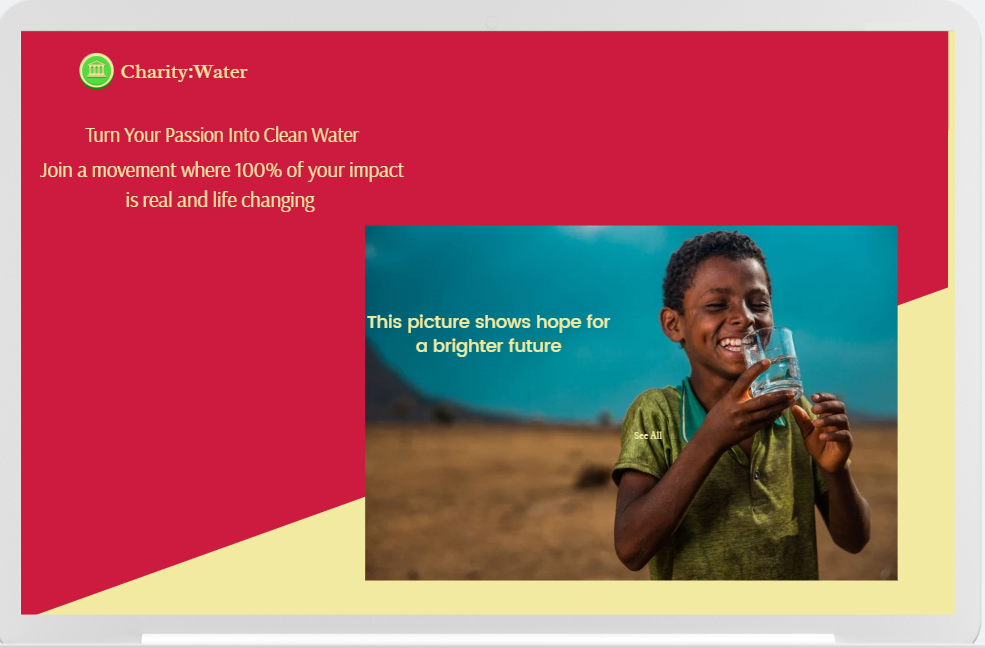 Charity:Water
Turn Your Passion Into Clean Water
Join a movement where 100% of your impact
is real and life changing
This picture shows hope for
a brighter future
See All